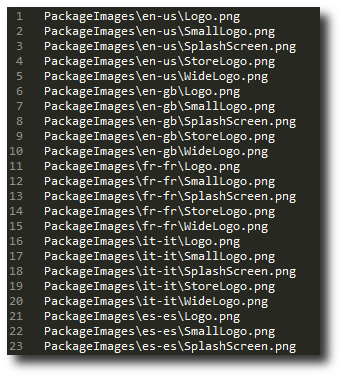 1 PackageImages\en-us\Logo.png
2 PackageImages\en-us\SmallLogo.png
3 PackageImages\en-us\SplashScreen.png
4 PackageImages\en-us\StoreLogo.png
5 PackageImages\en-us\WideLogo.png
6 PackageImages\en-gb\Logo.png
7 PackageImages\en-gb\SmallLogo.png
8 PackageImages\en-gb\SplashScreen.png
9 PackageImages\en-gb\StoreLogo.png
10 PackageImages\en-gb\WideLogo.png
11 PackageImages\fr-fr\Logo.png
12 PackageImages\fr-fr\SmallLogo.png
13 PackageImages\fr-fr\SplashScreen.png
14 PackageImages\fr-fr\StoreLogo.png
15 PackageImages\fr-fr\WideLogo.png
16 PackageImages\it-it\Logo.png
17 PackageImages\it-it\SmallLogo.png
18 PackageImages\it-it\SplashScreen.png
19 PackageImages\it-it\StoreLogo.png
20 PackageImages\it-it\WideLogo.png
21 PackageImages\es-es\Logo.png
22 PackageImages\es-es\SmallLogo.png
23 PackageImages\es-es\SplashScreen.png